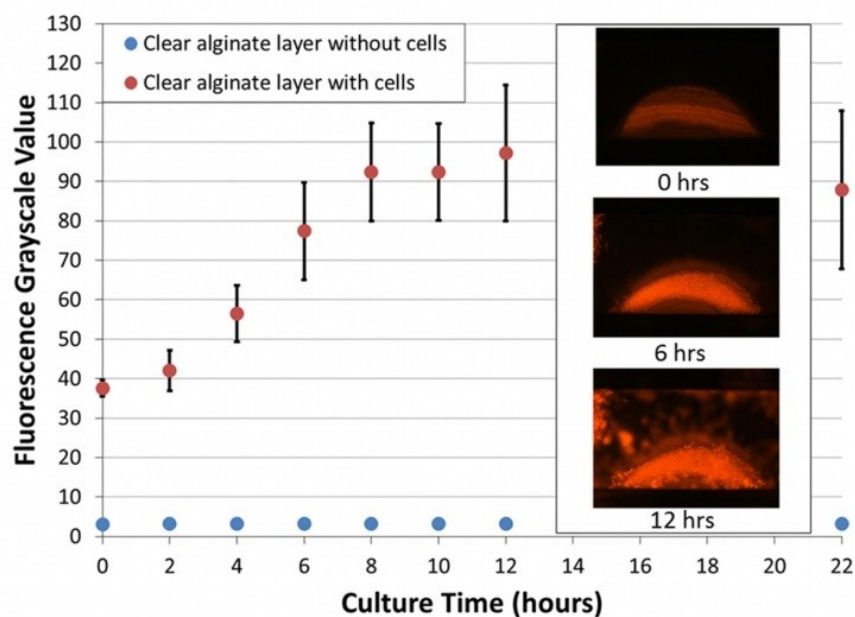 Fluorescence Grayscale Value
130
120
110
100
90
80
70
60
50
40
30
20
10
0
Clear alginate layer without cells
Clear alginate layer with cells
0 hrs
6 hrs
12 hrs
0 2 4 6 8 10 12 14 16 18 20 22
Culture Time (hours)